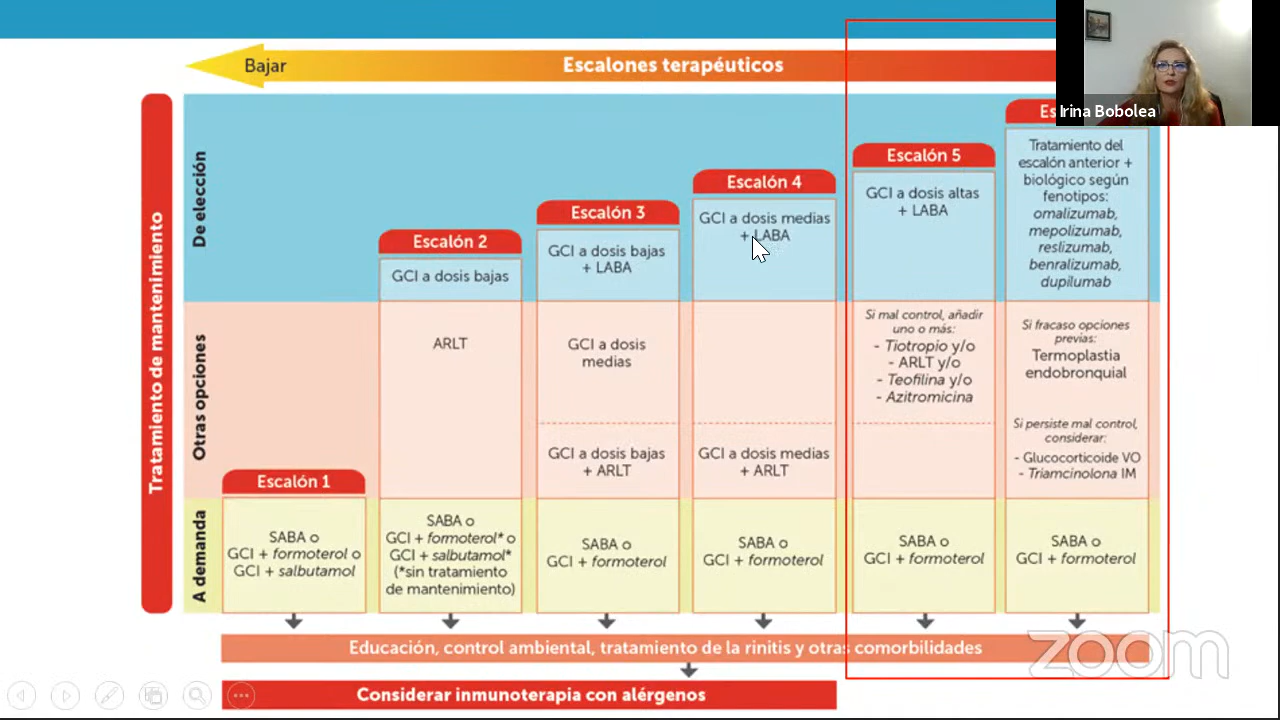 Irina Bobolea
Bajar
Escalones terapéuticos
Tratamiento de mantenimiento
De elección
Otras opciones
A demanda
Escalón 1
SABA o
GCI + formoterol o
GCI + salbutamol
Escalón 2
GCI a dosis bajas
ARLT
SABA o
GCI + formoterol* o
GCI + salbutamol*
(*sin tratamiento
de mantenimiento)
Escalón 3
GCI a dosis bajas
+ LABA
GCI a dosis
medias
GCI a dosis bajas
+ ARLT
SABA o
GCI + formoterol
Escalón 4
GCI a dosis medias
+ LABA
GCI a dosis medias
+ ARLT
SABA o
GCI + formoterol
Escalón 5
GCI a dosis altas
+ LABA
Si mal control, añadir
uno o más:
- Tiotropio y/o
- ARLT y/o
- Teofilina y/o
- Azitromicina
SABA o
GCI + formoterol
Es
Tratamiento del
escalón anterior +
biológico según
fenotipos:
omalizumab,
mepolizumab,
reslizumab,
benralizumab,
dupilumab
Si fracaso opciones
previas:
Termoplastia
endobronquial
Si persiste mal control,
considerar:
- Glucocorticoide VO
- Triamcinolona IM
SABA o
GCI + formoterol
Educación, control ambiental, tratamiento de la rinitis y otras comorbilidades
Considerar inmunoterapia con alérgenos
zoom